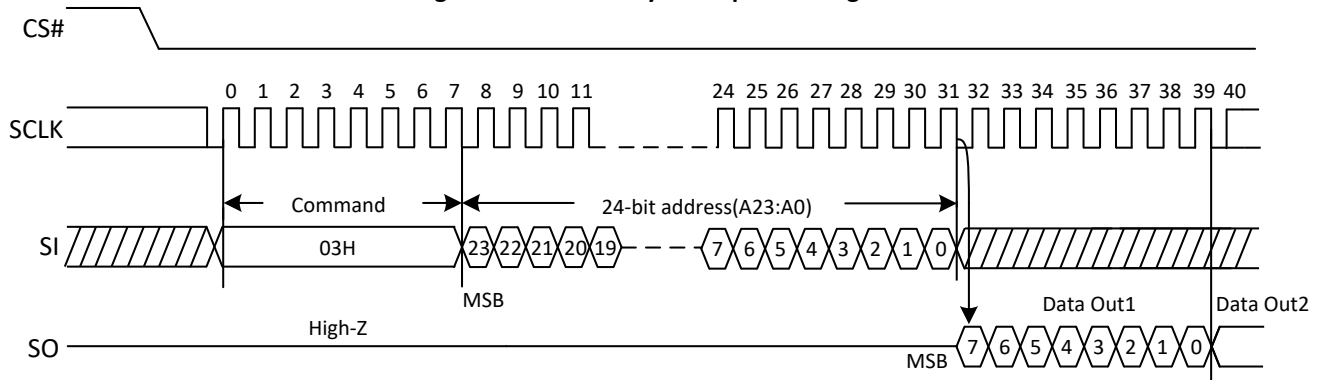 CS#
0 1 2 3 4 5 6 7 8 9 10 11 24 25 26 27 28 29 30 31 32 33 34 35 36 37 38 39 40
SCLK
Command 24-bit address(A23:A0)
SI 03H 23 22 21 20 19 7 6 5 4 3 2 1 0
MSB Data Out1 Data Out2
High-Z
SO MSB 7 6 5 4 3 2 1 0